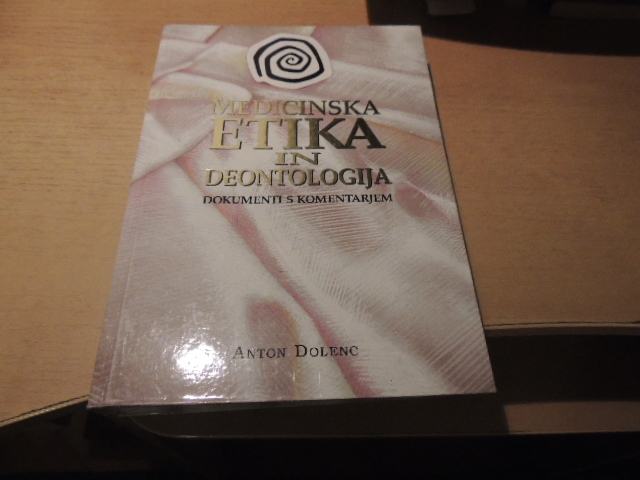 MEDICINSKA
ETIKA
IN
DEONTOLOGIJA
DOKUMENTI S KOMENTARJEM
ANTON DOLENC